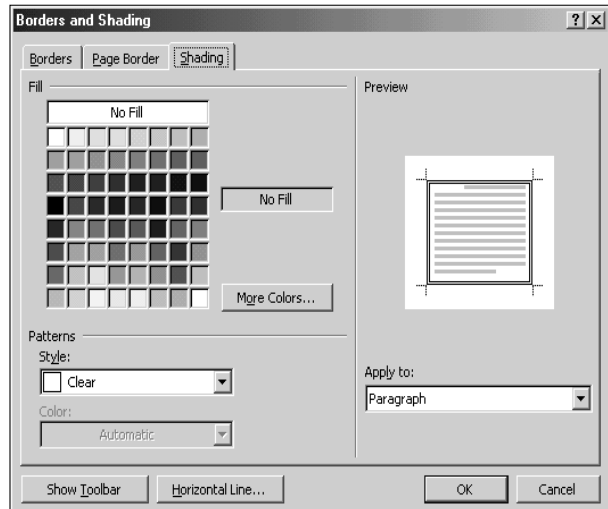 Borders and Shading
Borders Page Border Shading
Fill
No Fill
No Fill
More Colors...
Patterns
Style:
Clear
Color:
Automatic
Preview
Apply to:
Paragraph
Show Toolbar Horizontal Line... OK Cancel